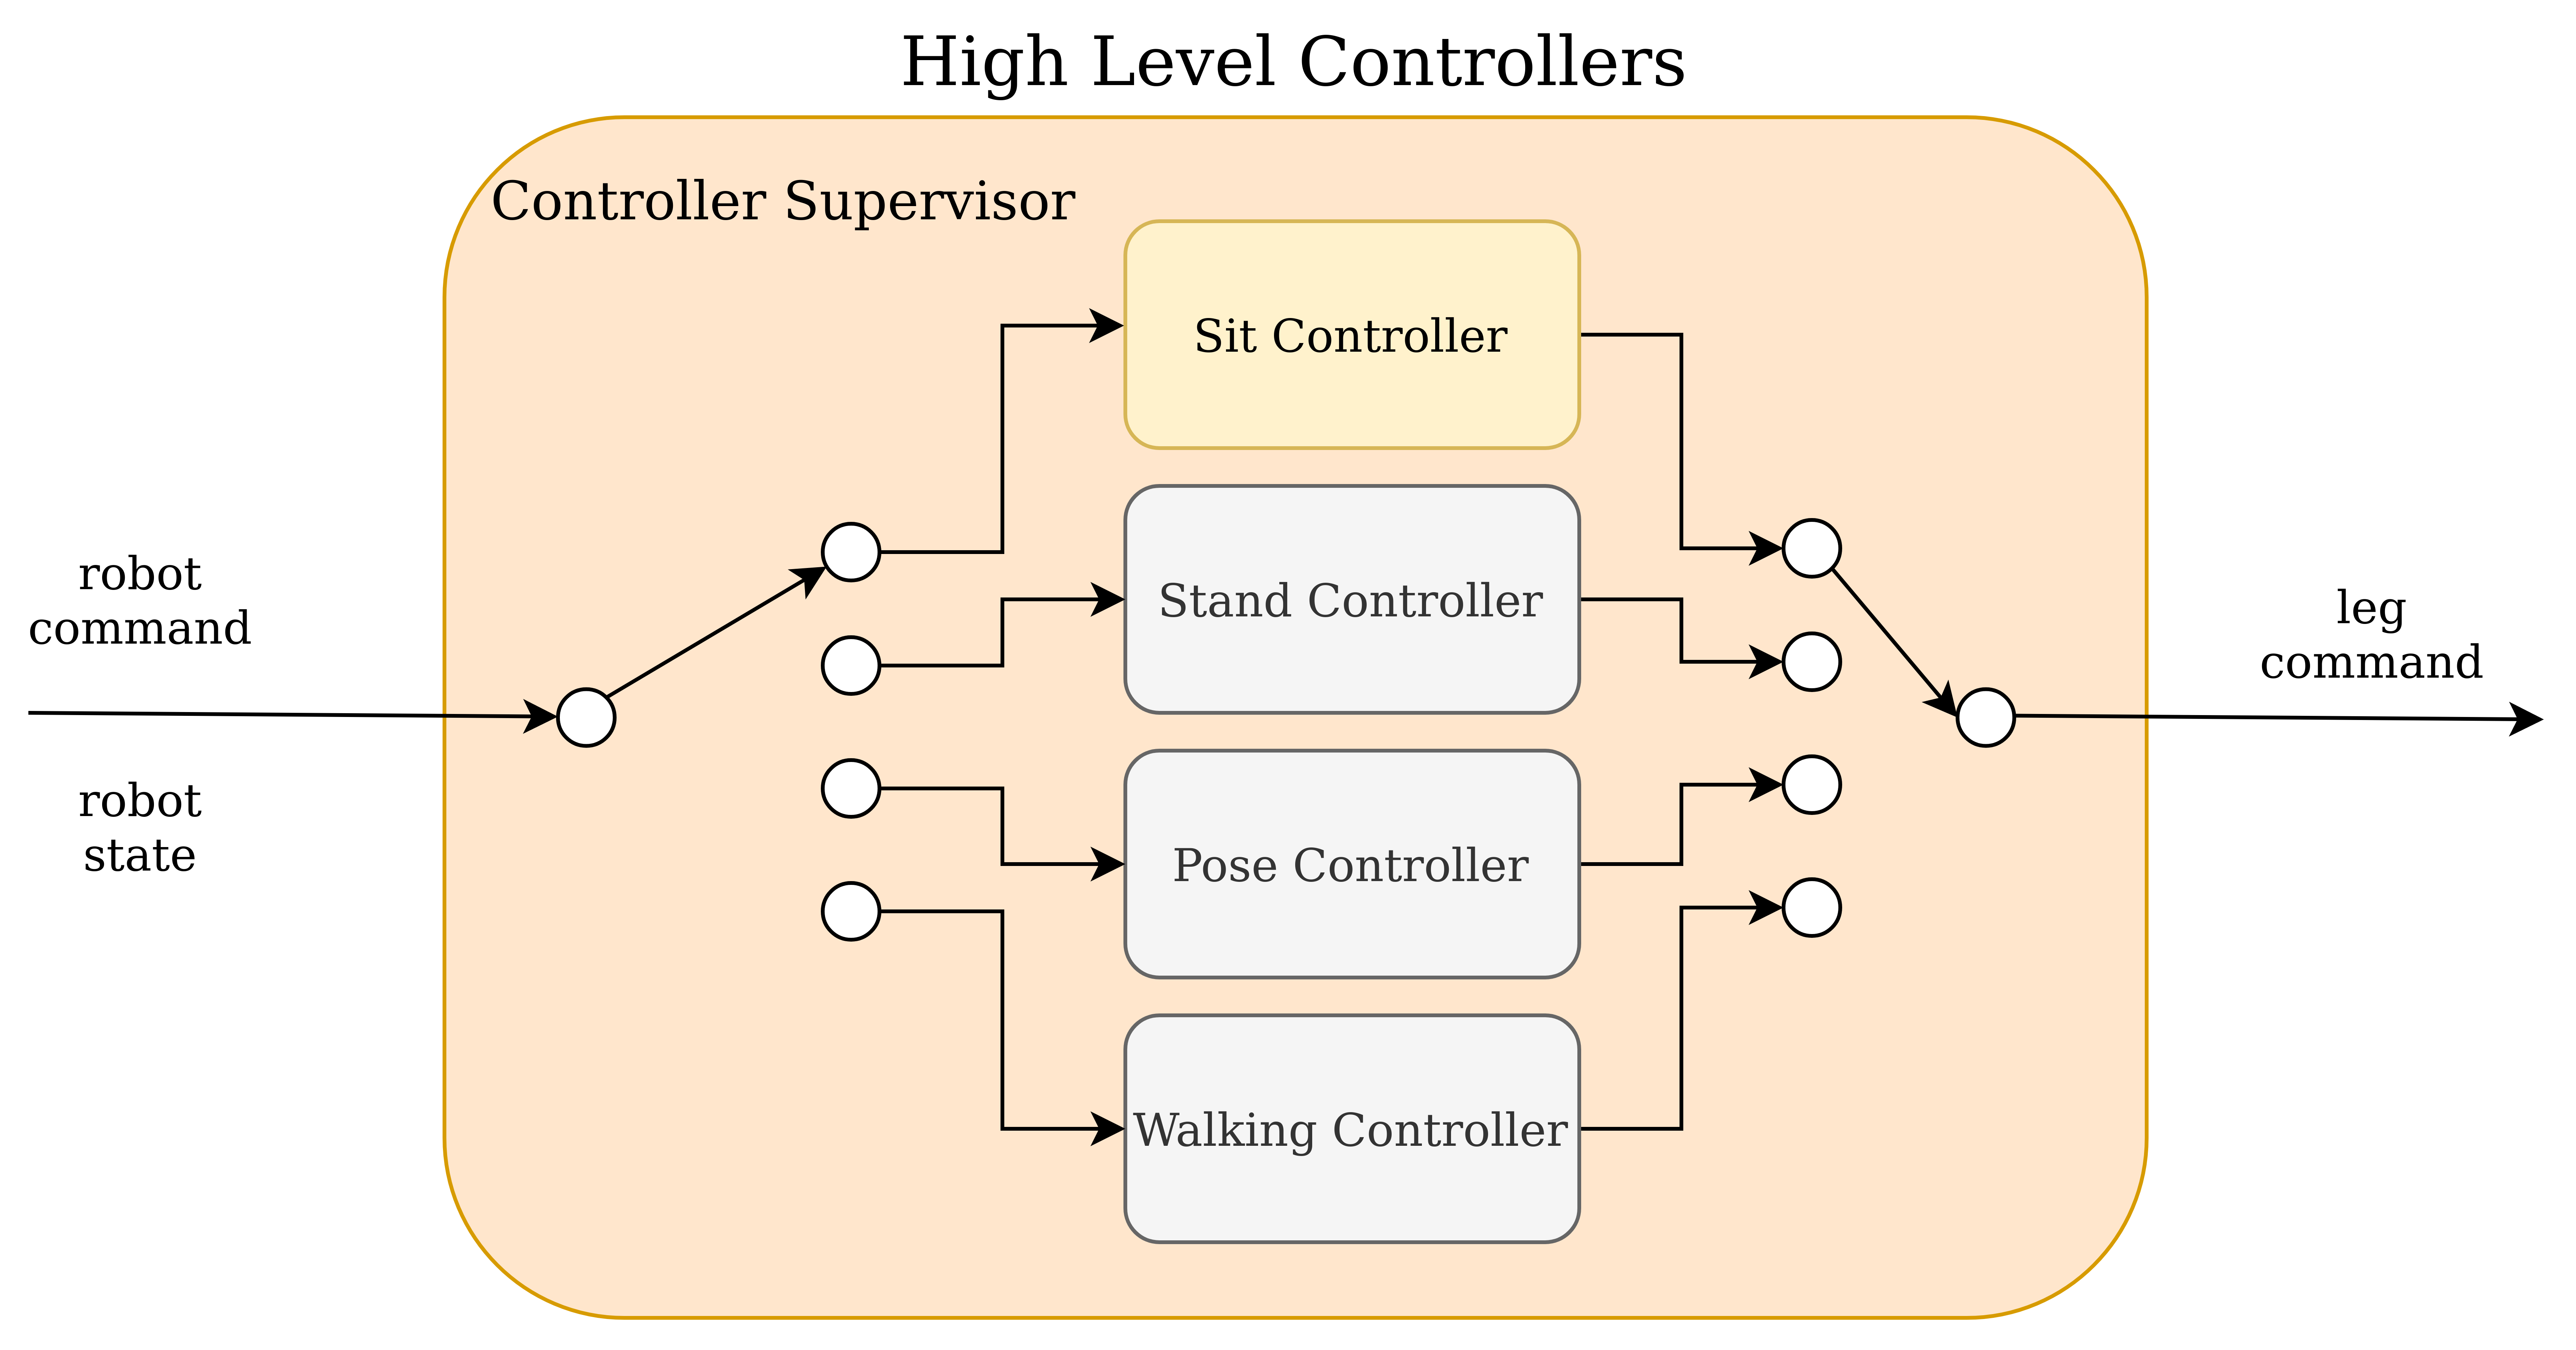 High Level Controllers
Controller Supervisor
Sit Controller
Stand Controller
Pose Controller
Walking Controller
robot
command
robot
state
leg
command